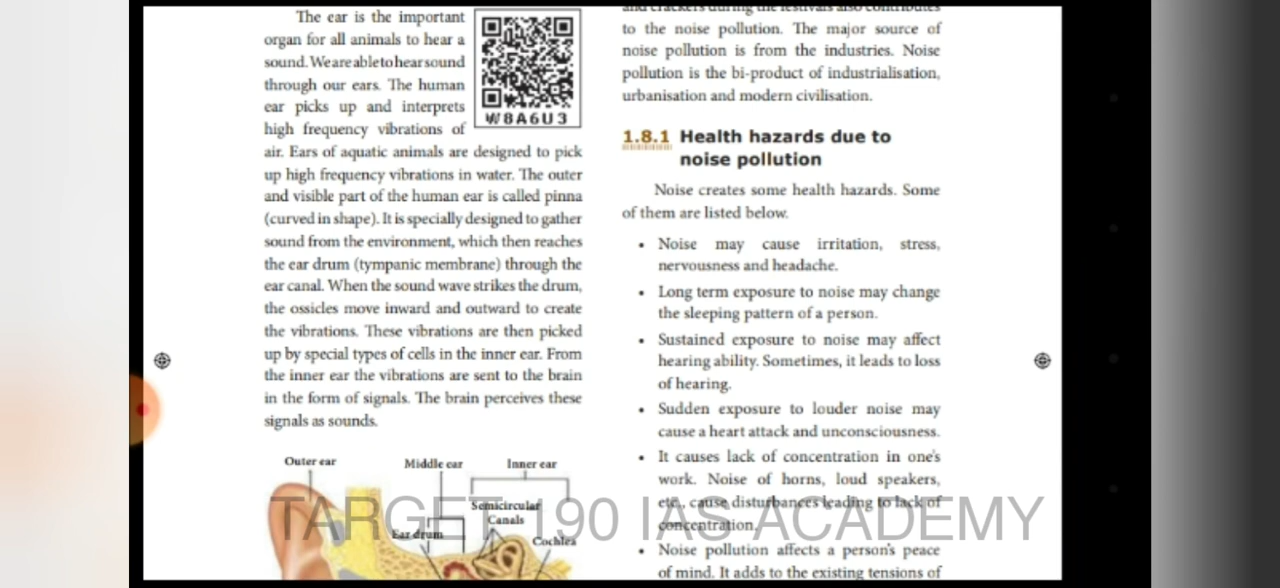 The ear is the important
organ for all animals to hear a
sound. We are able to hear sound
through our ears. The human
ear picks up and interprets
high frequency vibrations of
W8A6U3
air. Ears of aquatic animals are designed to pick
up high frequency vibrations in water. The outer
and visible part of the human ear is called pinna
(curved in shape). It is specially designed to gather
sound from the environment, which then reaches
the ear drum (tympanic membrane) through the
ear canal. When the sound wave strikes the drum,
the ossicles move inward and outward to create
the vibrations. These vibrations are then picked
up by special types of cells in the inner ear. From
the inner ear the vibrations are sent to the brain
in the form of signals. The brain perceives these
signals as sounds.
Outer ear
Middle ear
Inner ear
Semicircular
Canals
Ear drum
Cochlea
and crackers during the festivals also contributes
to the noise pollution. The major source of
noise pollution is from the industries. Noise
pollution is the bi-product of industrialisation,
urbanisation and modern civilisation.
1.8.1 Health hazards due to
noise pollution
Noise creates some health hazards. Some
of them are listed below.
• Noise may cause irritation, stress,
nervousness and headache.
• Long term exposure to noise may change
the sleeping pattern of a person.
• Sustained exposure to noise may affect
hearing ability. Sometimes, it leads to loss
of hearing.
• Sudden exposure to louder noise may
cause a heart attack and unconsciousness.
• It causes lack of concentration in one's
work. Noise of horns, loud speakers,
etc., cause disturbances leading to lack of
concentration.
• Noise pollution affects a person's peace
of mind. It adds to the existing tensions of
TARGET 190 IAS ACADEMY